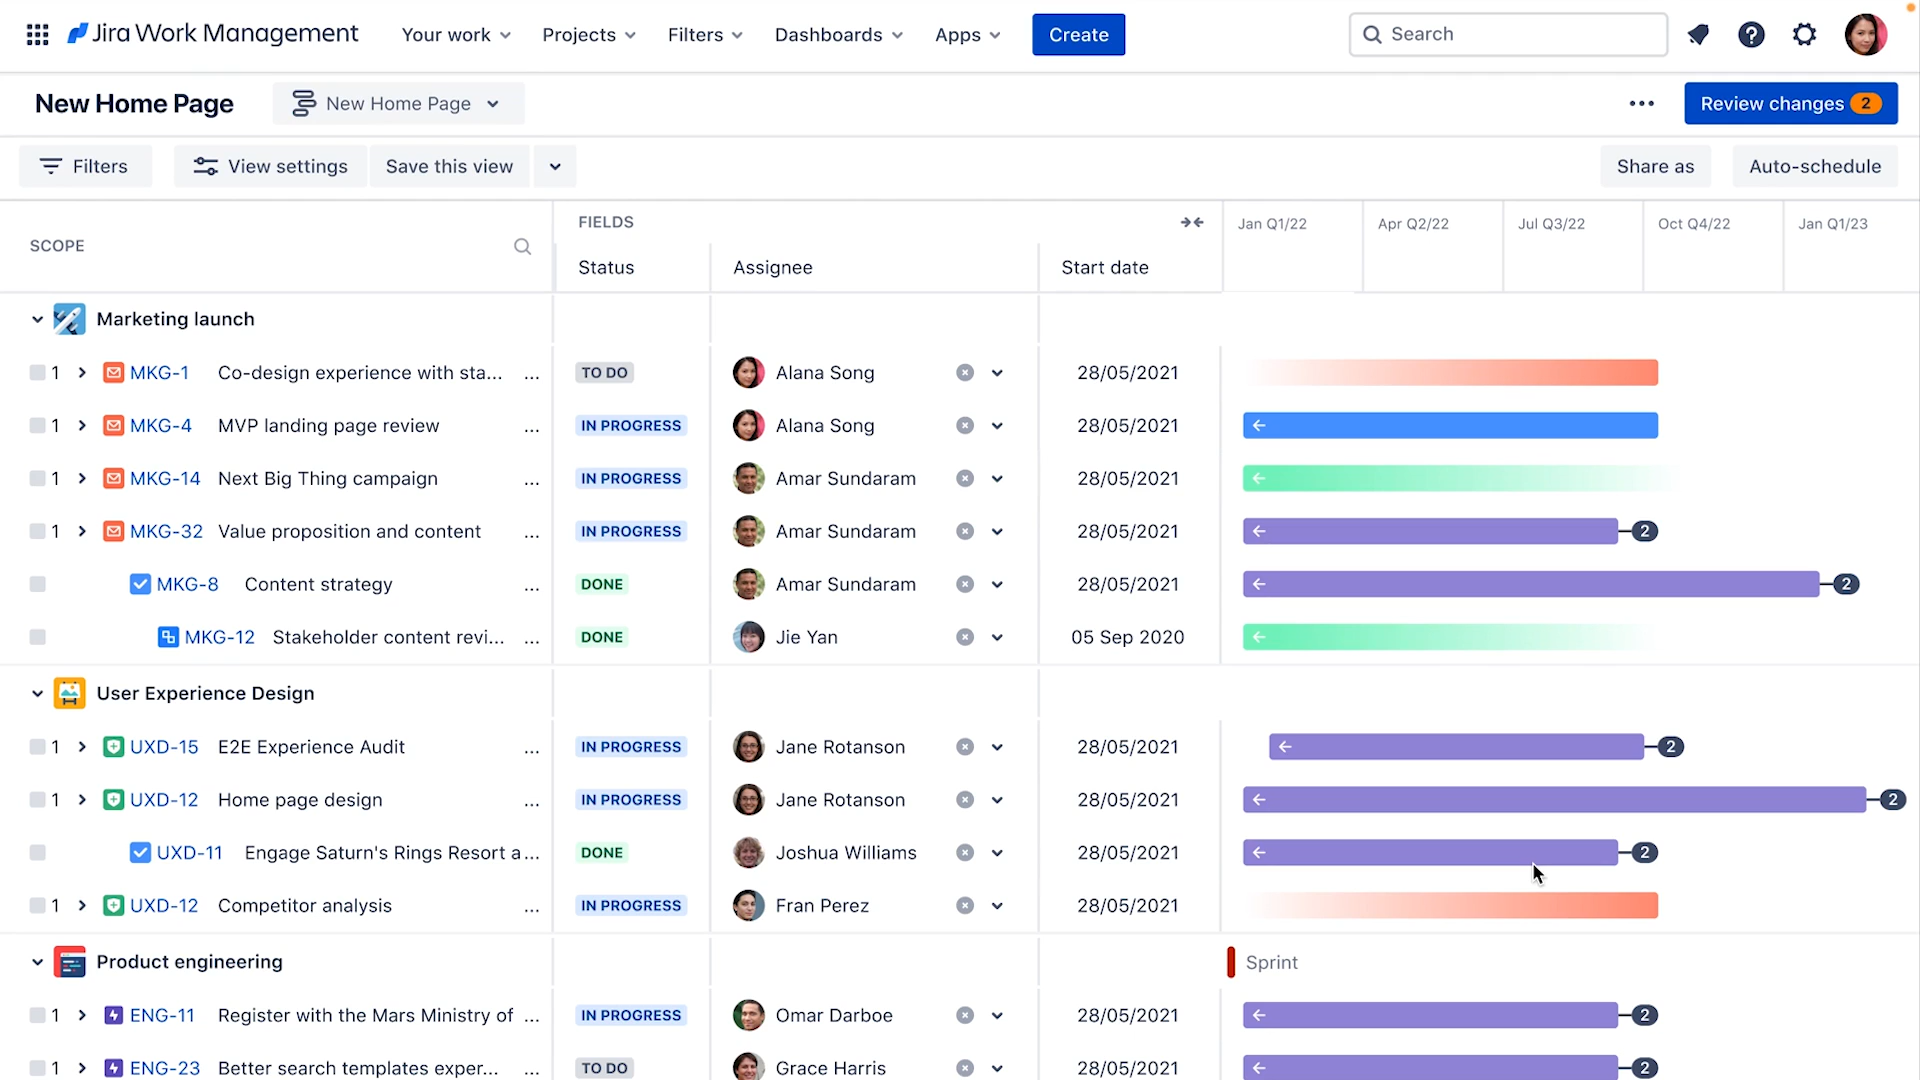 Jira Work Management Your work Projects Filters Dashboards Apps Create Search
New Home Page New Home Page Review changes 2
Filters View settings Save this view Share as Auto-schedule
SCOPE FIELDS Jan Q1/22 Apr Q2/22 Jul Q3/22 Oct Q4/22 Jan Q1/23
Status Assignee Start date
Marketing launch
1 MKG-1 Co-design experience with sta... ... TO DO Alana Song 28/05/2021
1 MKG-4 MVP landing page review ... IN PROGRESS Alana Song 28/05/2021
1 MKG-14 Next Big Thing campaign ... IN PROGRESS Amar Sundaram 28/05/2021
1 MKG-32 Value proposition and content ... IN PROGRESS Amar Sundaram 28/05/2021 2
MKG-8 Content strategy ... DONE Amar Sundaram 28/05/2021 2
MKG-12 Stakeholder content revi... ... DONE Jie Yan 05 Sep 2020
User Experience Design
1 UXD-15 E2E Experience Audit ... IN PROGRESS Jane Rotanson 28/05/2021 2
1 UXD-12 Home page design ... IN PROGRESS Jane Rotanson 28/05/2021 2
UXD-11 Engage Saturn's Rings Resort a... DONE Joshua Williams 28/05/2021 2
1 UXD-12 Competitor analysis ... IN PROGRESS Fran Perez 28/05/2021
Product engineering Sprint
1 ENG-11 Register with the Mars Ministry of ... IN PROGRESS Omar Darboe 28/05/2021 2
1 ENG-23 Better search templates exper... ... TO DO Grace Harris 28/05/2021 2